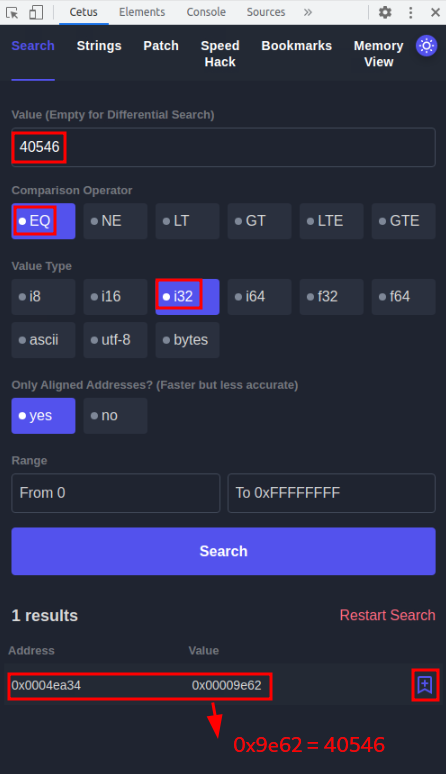 Cetus Elements Console Sources »
Search Strings Patch Speed Hack Bookmarks Memory View
Value (Empty for Differential Search)
40546
Comparison Operator
EQ NE LT GT LTE GTE
Value Type
i8 i16 i32 i64 f32 f64
ascii utf-8 bytes
Only Aligned Addresses? (Faster but less accurate)
yes no
Range
From 0 To 0xFFFFFFFF
Search
1 results Restart Search
Address Value
0x0004ea34 0x00009e62
0x9e62 = 40546